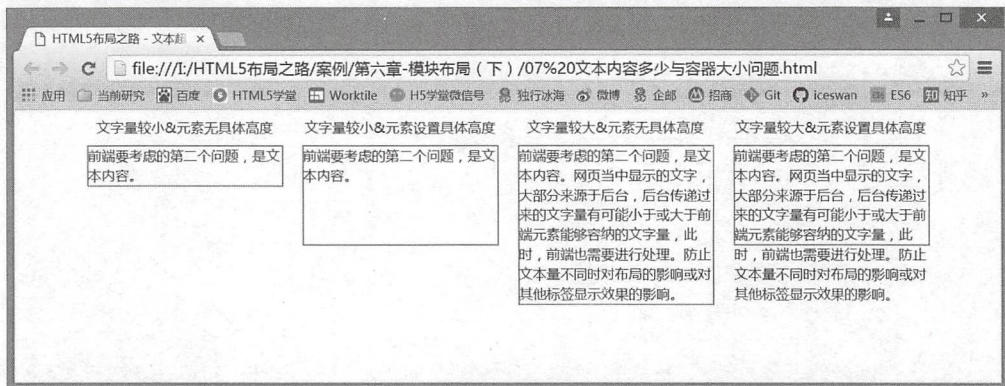 HTML5布局之路 - 文本超 ×
file:///I:/HTML5布局之路/案例/第六章-模块布局（下）/07%20文本内容多少与容器大小问题.html
应用 当前研究 百度 HTML5学堂 Worktile H5学堂微信号 独行冰海 微博 企邮 招商 Git iceswan ES6 知乎 »
文字量较小&元素无具体高度
前端要考虑的第二个问题，是文
本内容。
文字量较小&元素设置具体高度
前端要考虑的第二个问题，是文
本内容。
文字量较大&元素无具体高度
前端要考虑的第二个问题，是文
本内容。网页当中显示的文字，
大部分来源于后台，后台传递过
来的文字量有可能小于或大于前
端元素能够容纳的文字量，此
时，前端也需要进行处理。防止
文本量不同时对布局的影响或对
其他标签显示效果的影响。
文字量较大&元素设置具体高度
前端要考虑的第二个问题，是文
本内容。网页当中显示的文字，
大部分来源于后台，后台传递过
来的文字量有可能小于或大于前
端元素能够容纳的文字量，此
时，前端也需要进行处理。防止
文本量不同时对布局的影响或对
其他标签显示效果的影响。